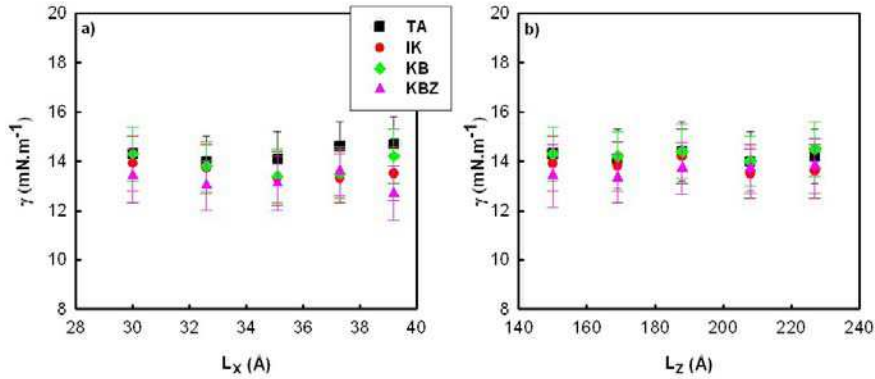 a)
TA
IK
KB
KBZ
γ (mN.m-1)
20
18
16
14
12
10
8
28 30 32 34 36 38 40
LX (Å)
b)
γ (mN.m-1)
20
18
16
14
12
10
8
140 160 180 200 220 240
LZ (Å)